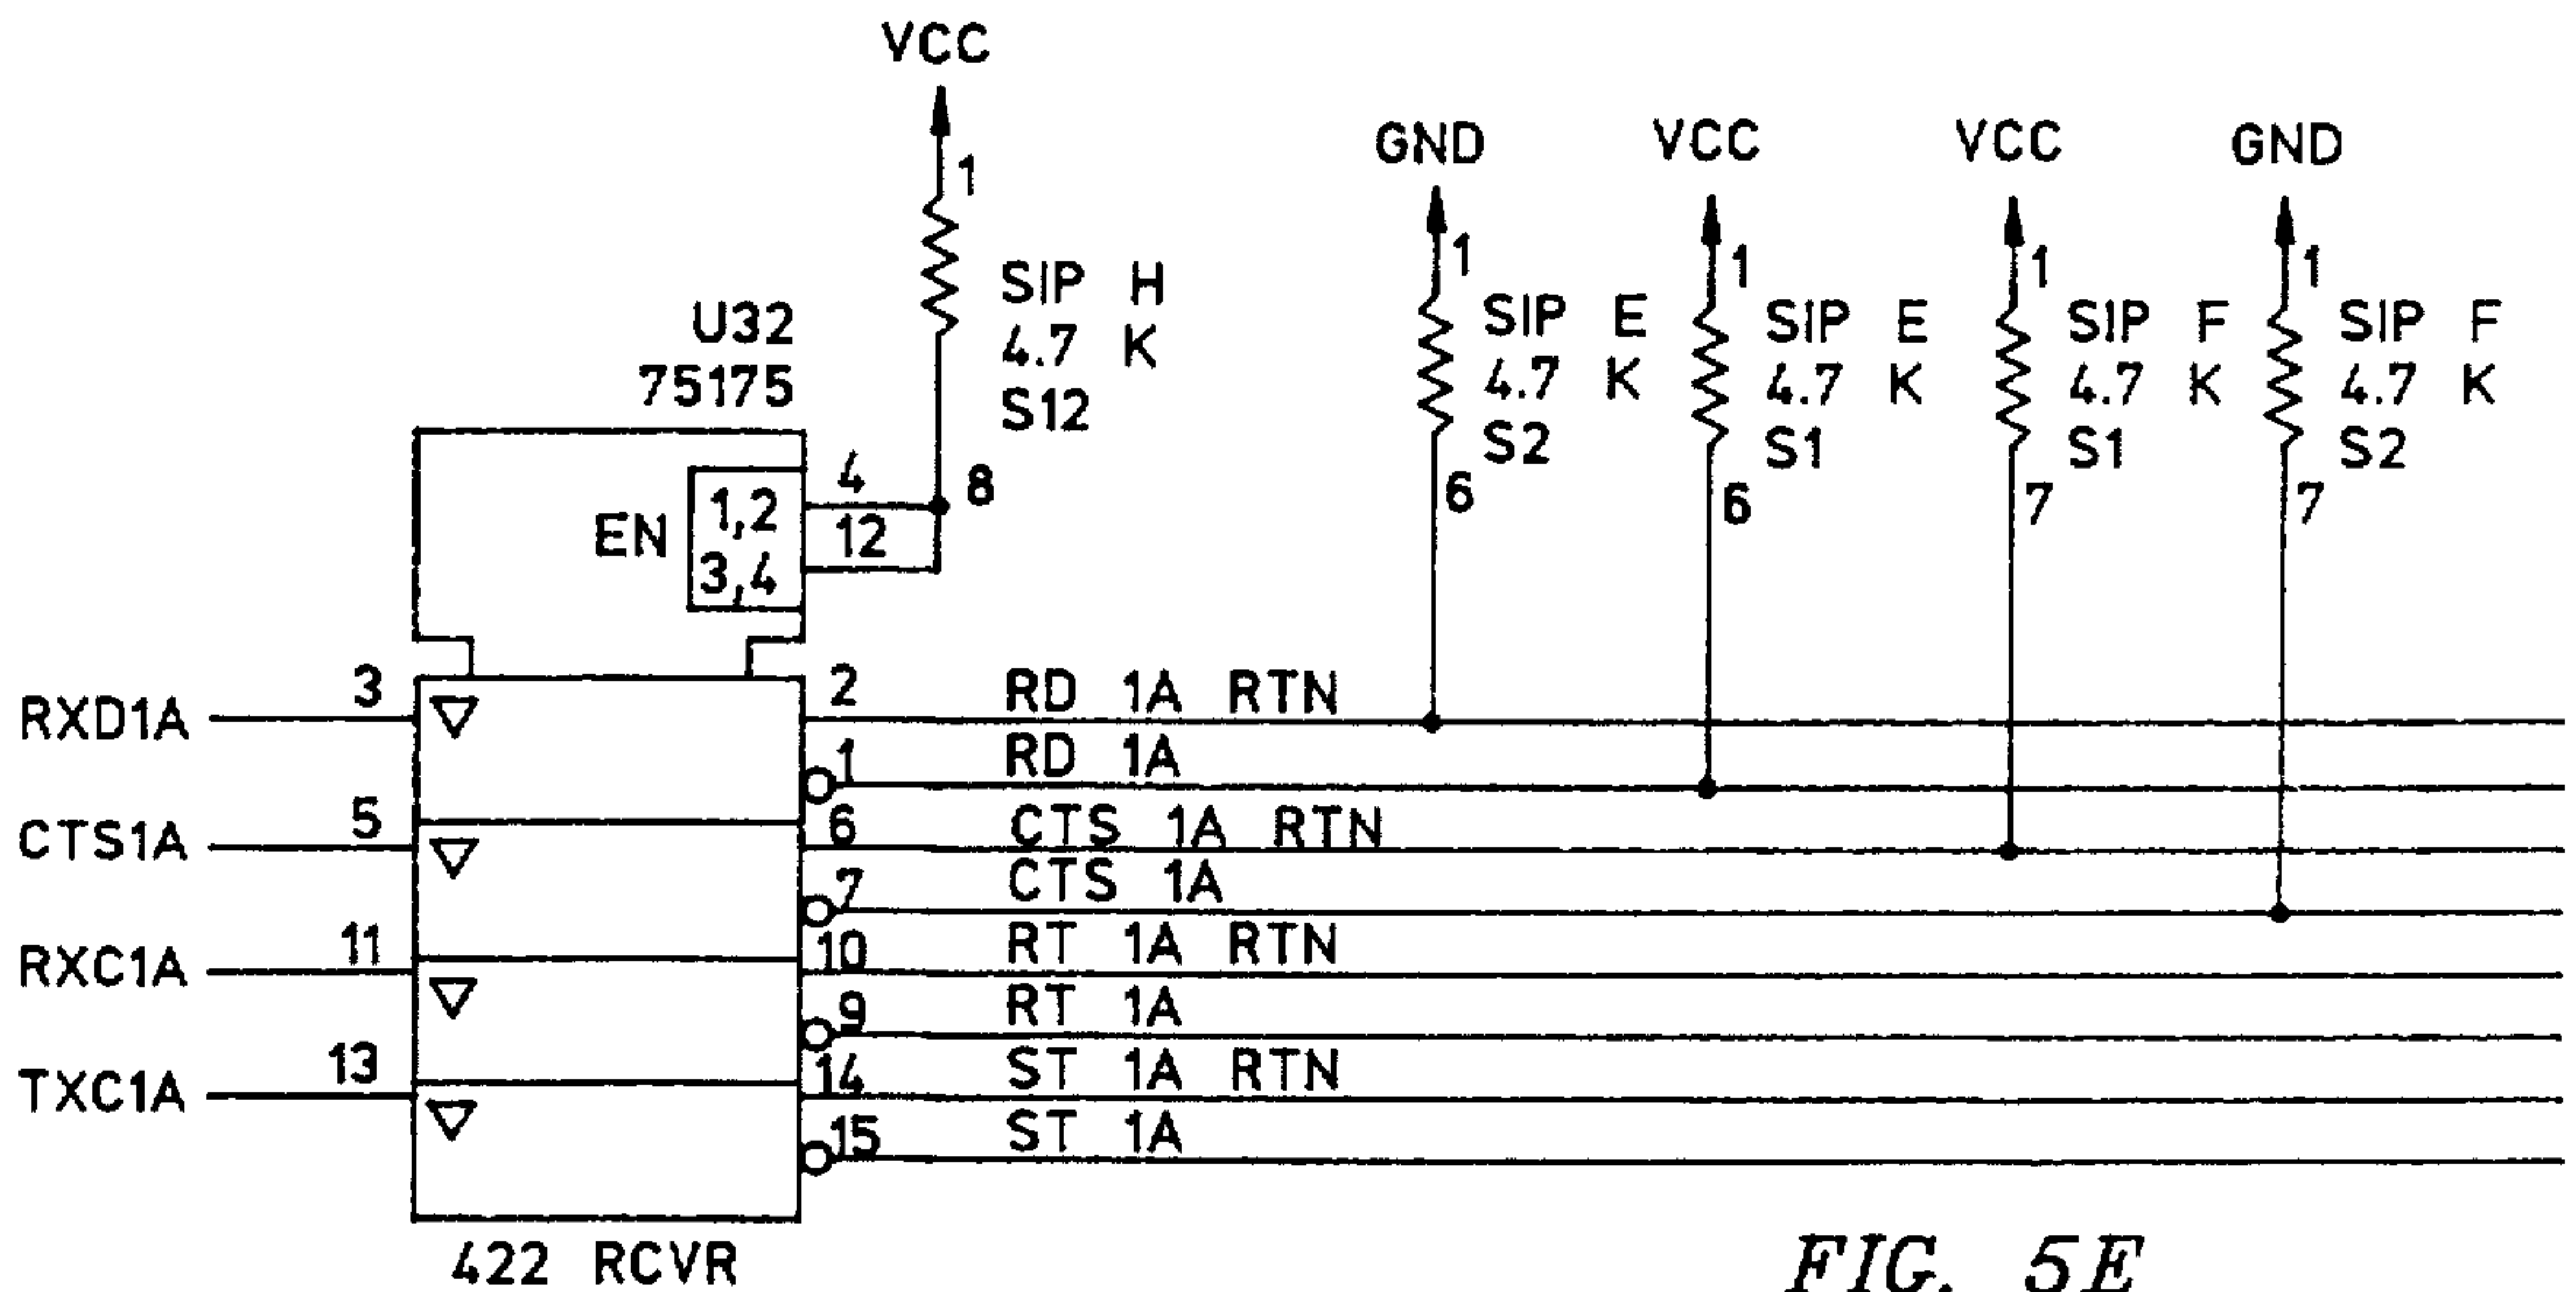 VCC
1
SIP H
4.7 K
S12
8
GND
1
SIP E
4.7 K
S2
6
VCC
1
SIP E
4.7 K
S1
6
VCC
1
SIP F
4.7 K
S1
7
GND
1
SIP F
4.7 K
S2
7
U32
75175
EN
1,2
3,4
4
12
RXD1A
3
2
RD 1A RTN
1
RD 1A
CTS1A
5
6
CTS 1A RTN
7
CTS 1A
RXC1A
11
10
RT 1A RTN
9
RT 1A
TXC1A
13
14
ST 1A RTN
15
ST 1A
422 RCVR
FIG. 5E